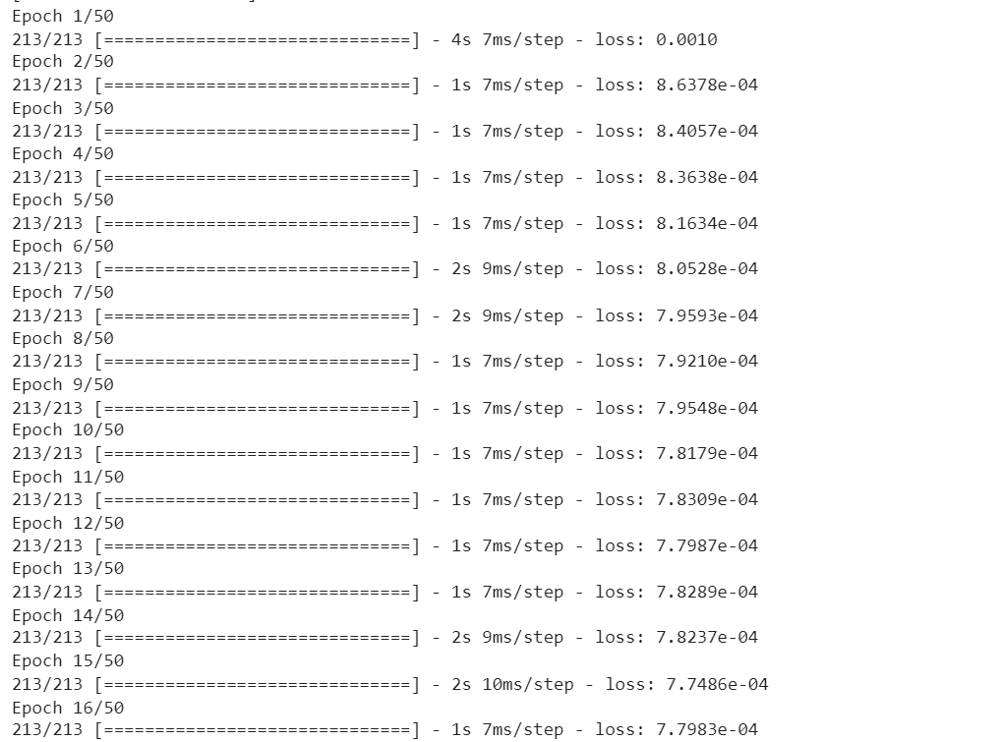 Epoch 1/50
213/213 [==============================] - 4s 7ms/step - loss: 0.0010
Epoch 2/50
213/213 [==============================] - 1s 7ms/step - loss: 8.6378e-04
Epoch 3/50
213/213 [==============================] - 1s 7ms/step - loss: 8.4057e-04
Epoch 4/50
213/213 [==============================] - 1s 7ms/step - loss: 8.3638e-04
Epoch 5/50
213/213 [==============================] - 1s 7ms/step - loss: 8.1634e-04
Epoch 6/50
213/213 [==============================] - 2s 9ms/step - loss: 8.0528e-04
Epoch 7/50
213/213 [==============================] - 2s 9ms/step - loss: 7.9593e-04
Epoch 8/50
213/213 [==============================] - 1s 7ms/step - loss: 7.9210e-04
Epoch 9/50
213/213 [==============================] - 1s 7ms/step - loss: 7.9548e-04
Epoch 10/50
213/213 [==============================] - 1s 7ms/step - loss: 7.8179e-04
Epoch 11/50
213/213 [==============================] - 1s 7ms/step - loss: 7.8309e-04
Epoch 12/50
213/213 [==============================] - 1s 7ms/step - loss: 7.7987e-04
Epoch 13/50
213/213 [==============================] - 1s 7ms/step - loss: 7.8289e-04
Epoch 14/50
213/213 [==============================] - 2s 9ms/step - loss: 7.8237e-04
Epoch 15/50
213/213 [==============================] - 2s 10ms/step - loss: 7.7486e-04
Epoch 16/50
213/213 [==============================] - 1s 7ms/step - loss: 7.7983e-04